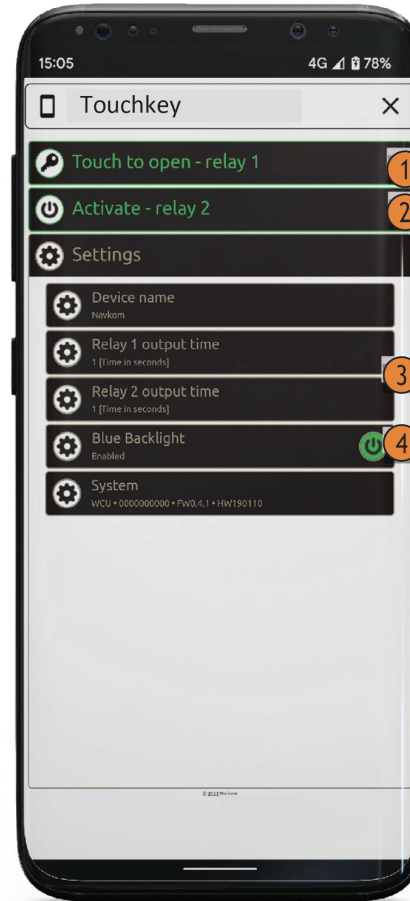 15:05 4G 78%
Touchkey
Touch to open - relay 1 1
Activate - relay 2 2
Settings
Device name
Navkom
Relay 1 output time
1 [Time in seconds]
3
Relay 2 output time
1 [Time in seconds]
Blue Backlight 4
Enabled
System
WCU • 0000000000 • FW0.4.1 • HW190110
© 2022